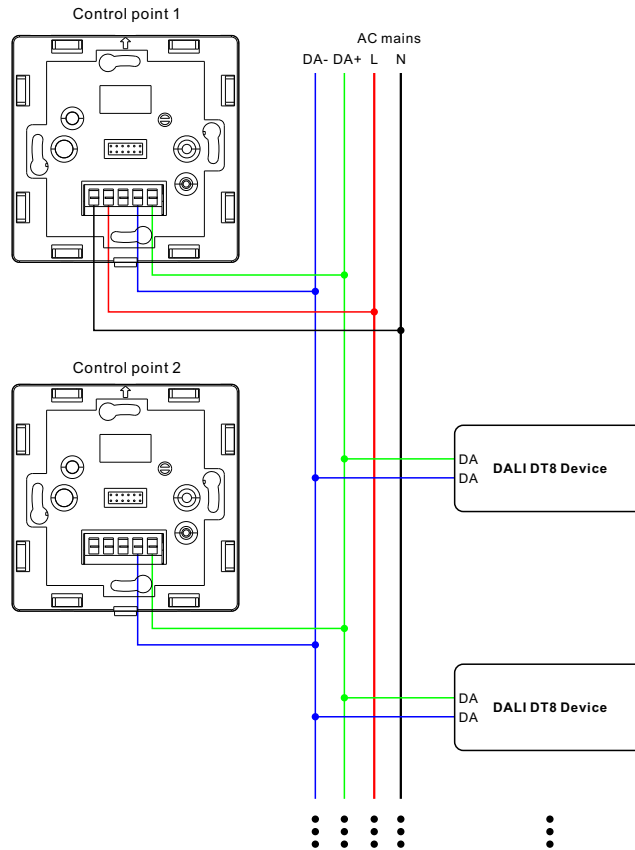 Control point 1
AC mains
DA- DA+ L N
Control point 2
DA
DA
DALI DT8 Device
DA
DA
DALI DT8 Device